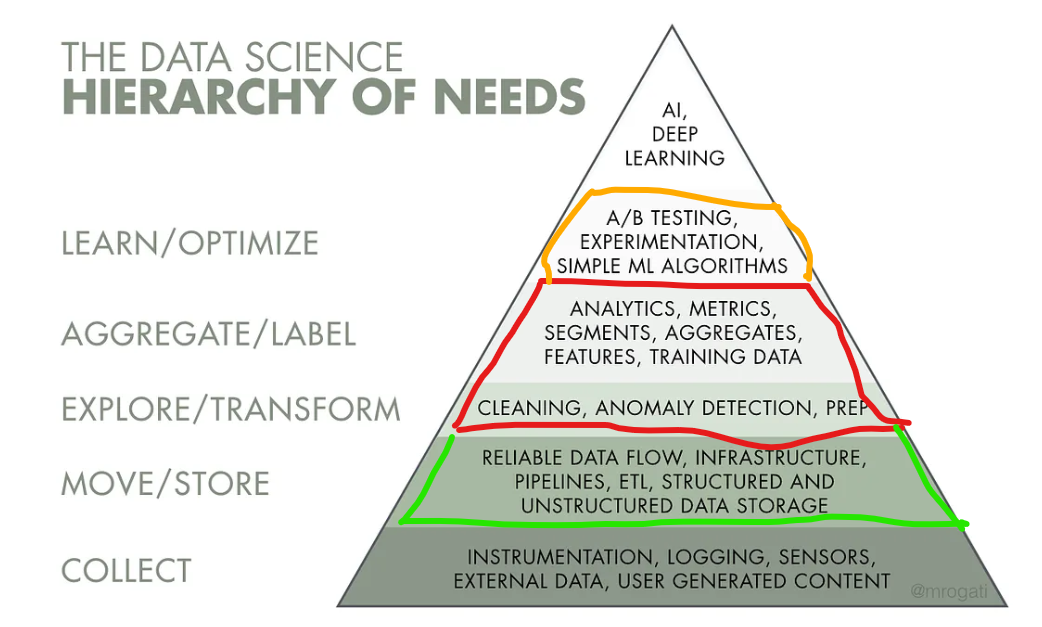 THE DATA SCIENCE
HIERARCHY OF NEEDS
AI,
DEEP
LEARNING
LEARN/OPTIMIZE
A/B TESTING,
EXPERIMENTATION,
SIMPLE ML ALGORITHMS
AGGREGATE/LABEL
ANALYTICS, METRICS,
SEGMENTS, AGGREGATES,
FEATURES, TRAINING DATA
EXPLORE/TRANSFORM
CLEANING, ANOMALY DETECTION, PREP
MOVE/STORE
RELIABLE DATA FLOW, INFRASTRUCTURE,
PIPELINES, ETL, STRUCTURED AND
UNSTRUCTURED DATA STORAGE
COLLECT
INSTRUMENTATION, LOGGING, SENSORS,
EXTERNAL DATA, USER GENERATED CONTENT
@mrogati